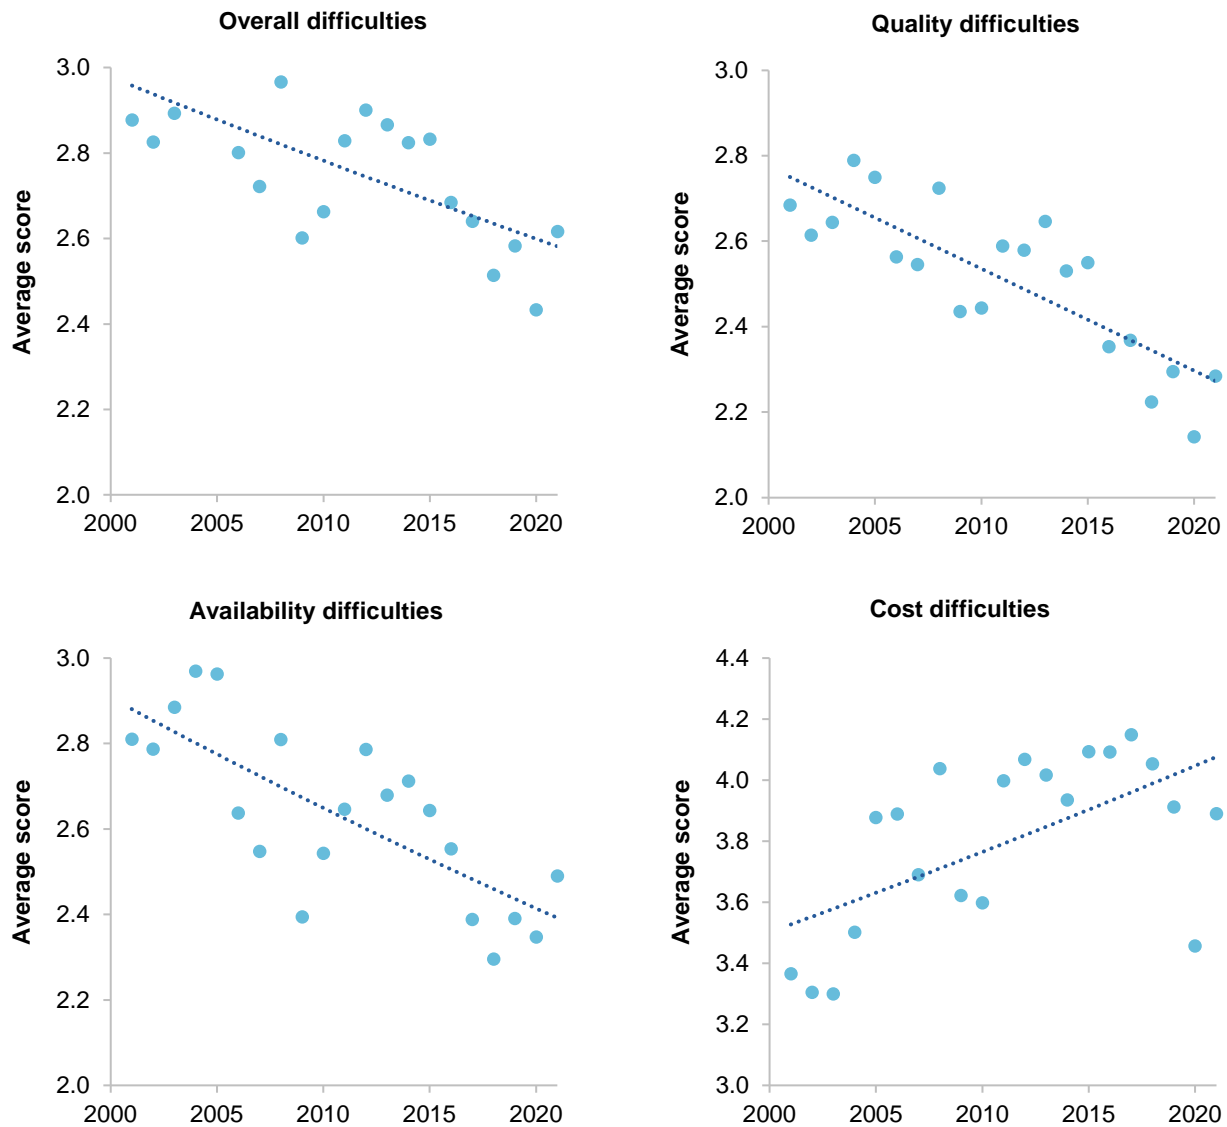 Overall difficulties
Average score
3.0
2.8
2.6
2.4
2.2
2.0
2000 2005 2010 2015 2020
Quality difficulties
Average score
3.0
2.8
2.6
2.4
2.2
2.0
2000 2005 2010 2015 2020
Availability difficulties
Average score
3.0
2.8
2.6
2.4
2.2
2.0
2000 2005 2010 2015 2020
Cost difficulties
Average score
4.4
4.2
4.0
3.8
3.6
3.4
3.2
3.0
2000 2005 2010 2015 2020